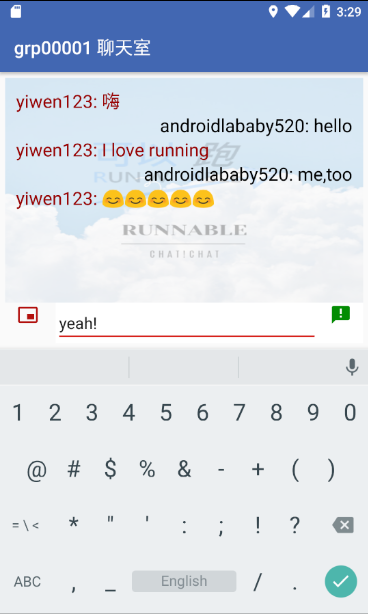 3:29
grp00001 聊天室
yiwen123: 嗨
androidlababy520: hello
yiwen123: I love running
androidlababy520: me,too
yiwen123: 😊😊😊😊😊
RUNNABLE
CHAT!CHAT
yeah!
1 2 3 4 5 6 7 8 9 0
@ # $ % & - + ( )
= \ < * " ' : ; ! ?
ABC , _ English / .